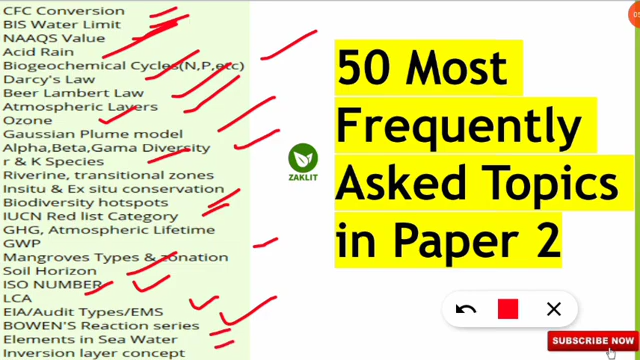 CFC Conversion
BIS Water Limit
NAAQS Value
Acid Rain
Biogeochemical Cycles(N,P,etc)
Darcy's Law
Beer Lambert Law
Atmospheric Layers
Ozone
Gaussian Plume model
Alpha,Beta,Gama Diversity
r & K Species
Riverine, transitional zones
Insitu & Ex situ conservation
Biodiversity hotspots
IUCN Red list Category
GHG, Atmospheric Lifetime
GWP
Mangroves Types & zonation
Soil Horizon
ISO NUMBER
LCA
EIA/Audit Types/EMS
BOWEN'S Reaction series
Elements in Sea Water
Inversion layer concept
ZAKLIT
50 Most
Frequently
Asked Topics
in Paper 2
SUBSCRIBE NOW